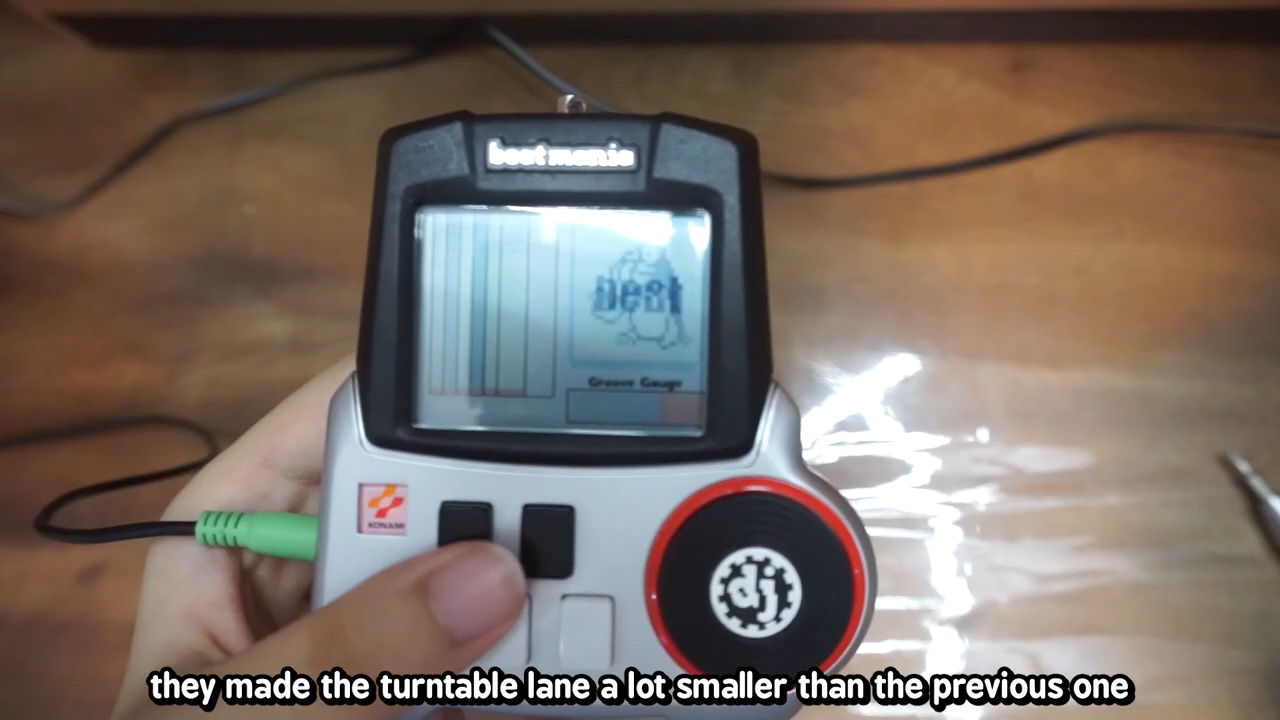 beatmania
beat
Groove Gauge
KONAMI
dj
they made the turntable lane a lot smaller than the previous one